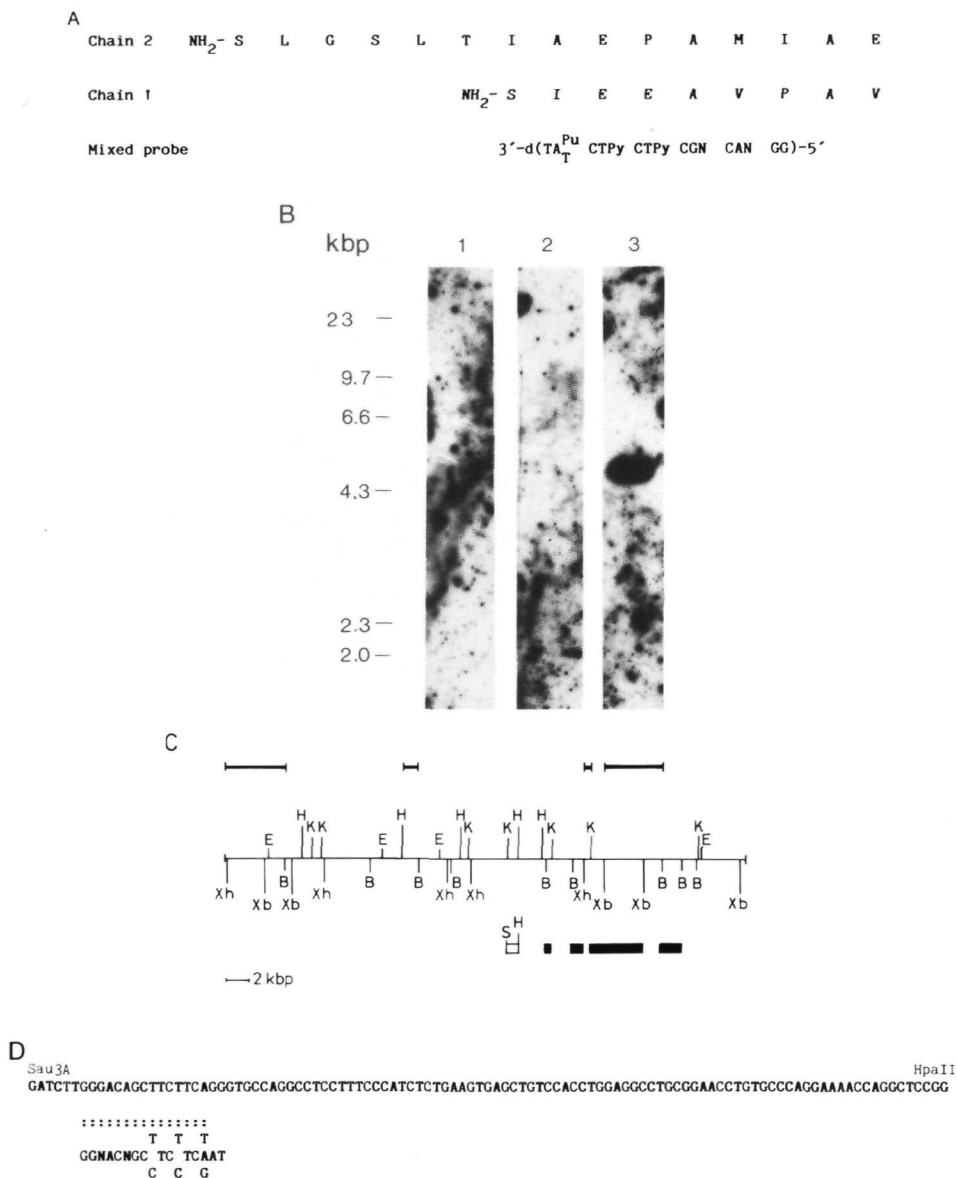 A
Chain 2 NH2- S L G S L T I A E P A M I A E
Chain 1 NH2- S I E E A V P A V
Mixed probe 3´-d(TA Pu T CTPy CTPy CGN CAN GG)-5´
B
kbp 1 2 3
23
9.7
6.6
4.3
2.3
2.0
C
E H K K E H E H K K H H K K K E
Xh Xb B Xb Xh B B Xh B Xh B B Xh Xb Xb B B B Xb
S H
2 kbp
D
Sau3A HpaII
GATCTTGGGACAGCTTCTTCAGGGTGCCAGGCCTCCTTTCCCATCTCTGAAGTGAGCTGTCCACCTGGAGGCCTGCGGAACCTGTGCCCAGGAAAACCAGGCTCCGG
::::::::::::::::
T T T
GGNACNGC TC TCAAT
C C G